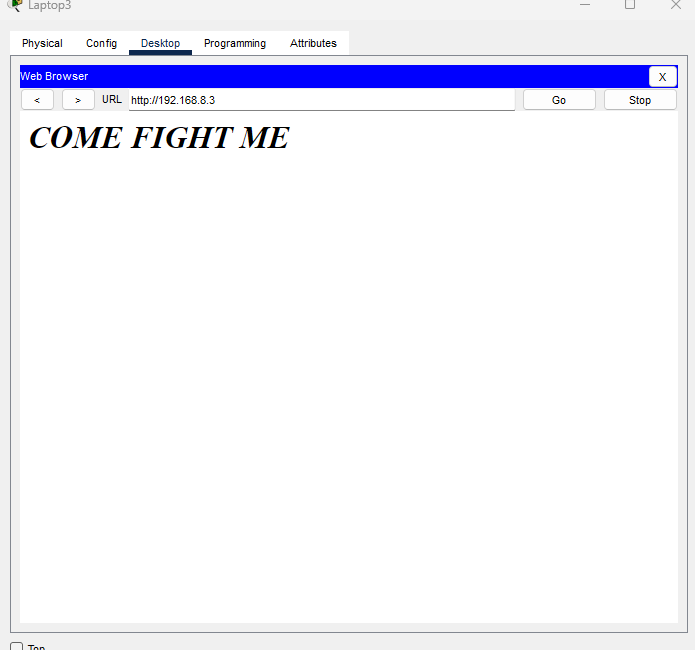 Laptop3
Physical Config Desktop Programming Attributes
Web Browser X
< > URL http://192.168.8.3 Go Stop
COME FIGHT ME
Top